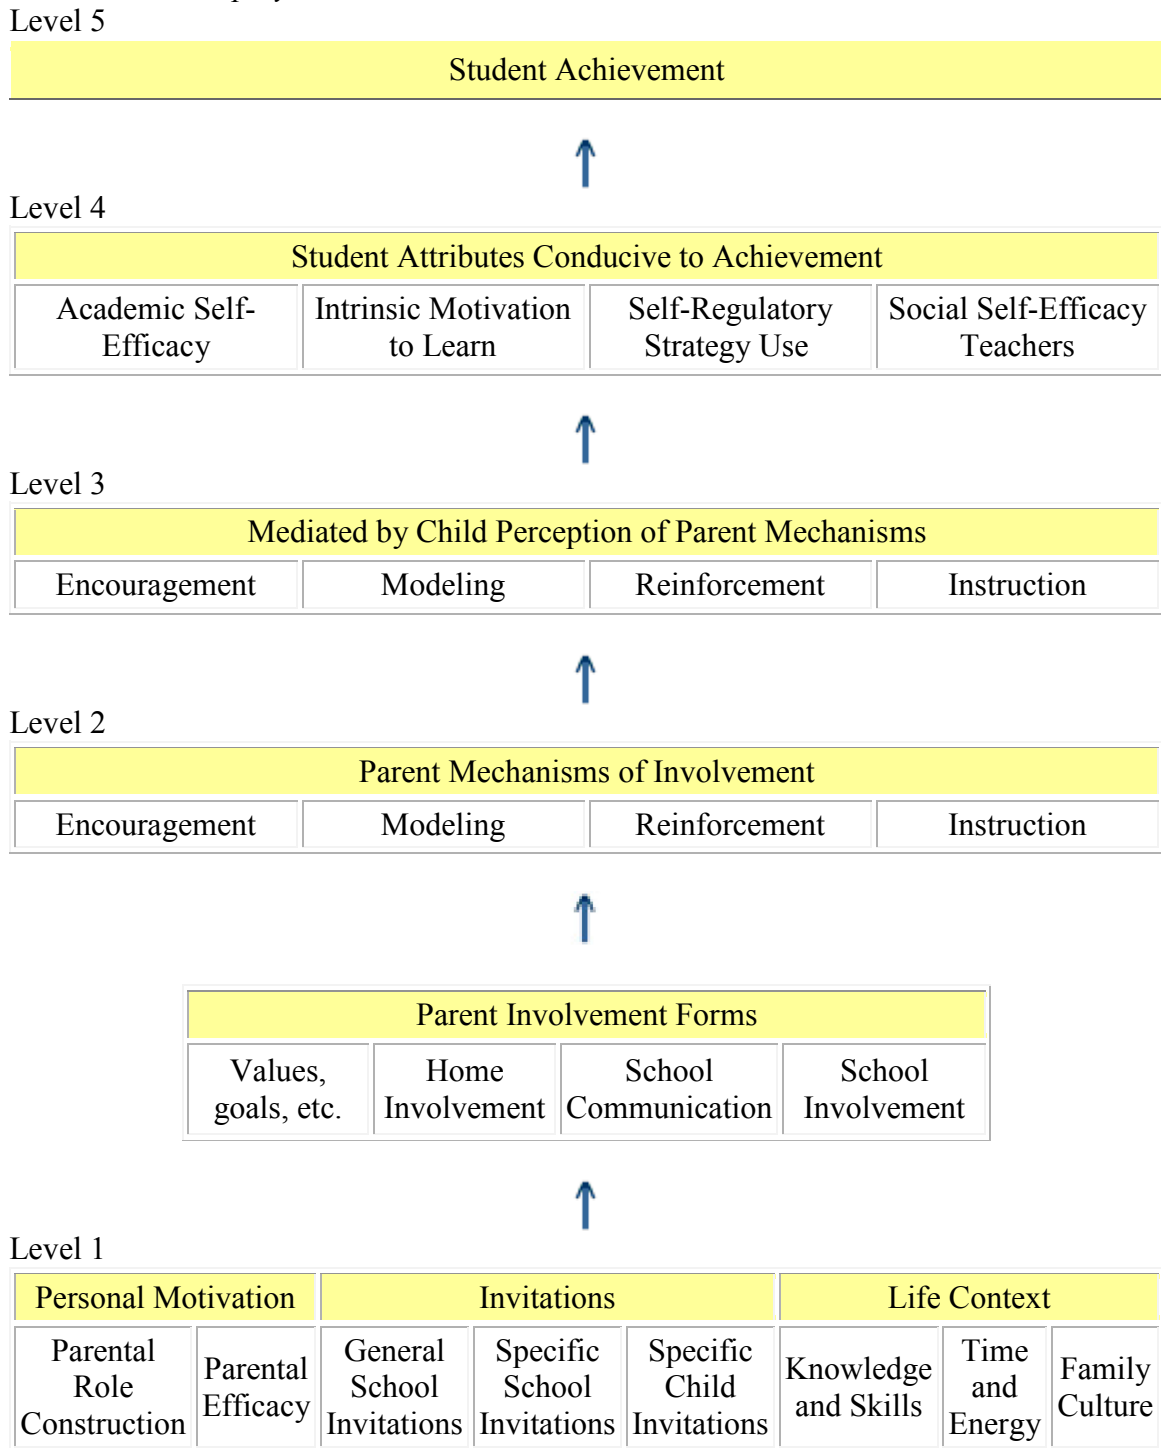 Level 5
Student Achievement
Level 4
Student Attributes Conducive to Achievement
Academic Self-
Efficacy
Intrinsic Motivation
to Learn
Self-Regulatory
Strategy Use
Social Self-Efficacy
Teachers
Level 3
Mediated by Child Perception of Parent Mechanisms
Encouragement
Modeling
Reinforcement
Instruction
Level 2
Parent Mechanisms of Involvement
Encouragement
Modeling
Reinforcement
Instruction
Parent Involvement Forms
Values,
goals, etc.
Home
Involvement
School
Communication
School
Involvement
Level 1
Personal Motivation
Invitations
Life Context
Parental
Role
Construction
Parental
Efficacy
General
School
Invitations
Specific
School
Invitations
Specific
Child
Invitations
Knowledge
and Skills
Time
and
Energy
Family
Culture